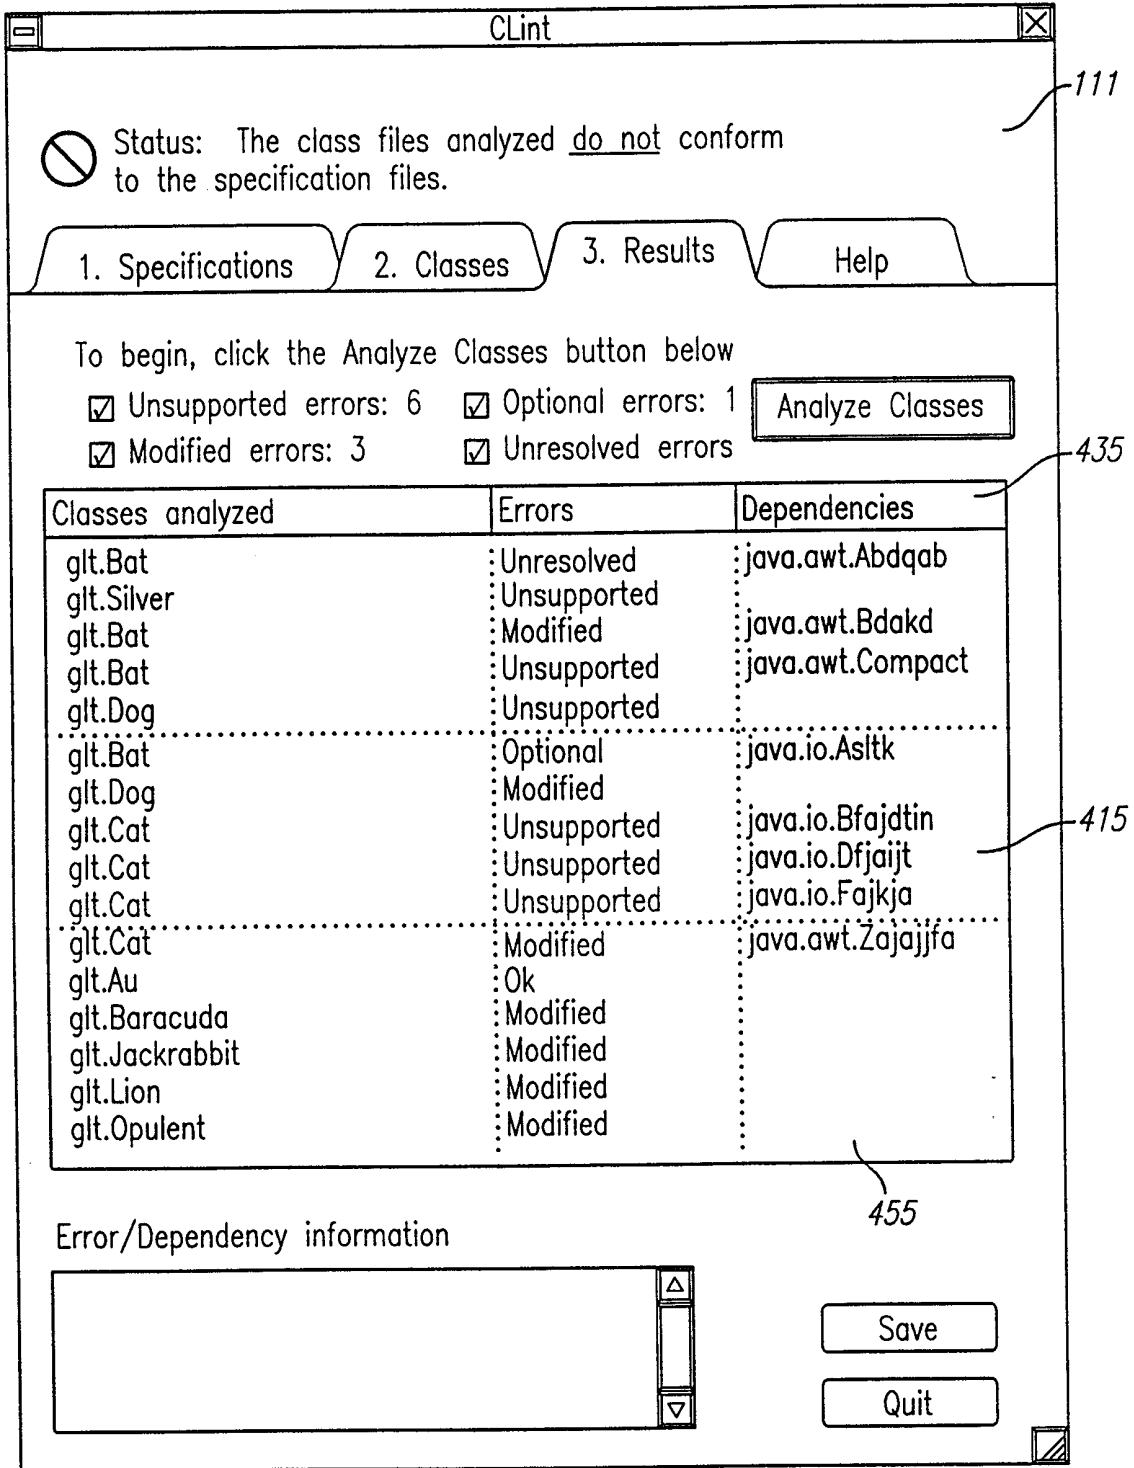 CLint
111
Status: The class files analyzed do not conform
to the specification files.
1. Specifications 2. Classes 3. Results Help
To begin, click the Analyze Classes button below
Unsupported errors: 6 Optional errors: 1 Analyze Classes
Modified errors: 3 Unresolved errors
435
Classes analyzed Errors Dependencies
glt.Bat Unresolved java.awt.Abdqab
glt.Silver Unsupported
glt.Bat Modified java.awt.Bdakd
glt.Bat Unsupported java.awt.Compact
glt.Dog Unsupported
glt.Bat Optional java.io.Asltk
glt.Dog Modified
glt.Cat Unsupported java.io.Bfajdtin
415
glt.Cat Unsupported java.io.Dfjaijt
glt.Cat Unsupported java.io.Fajkja
glt.Cat Modified java.awt.Zajajjfa
glt.Au Ok
glt.Baracuda Modified
glt.Jackrabbit Modified
glt.Lion Modified
glt.Opulent Modified
455
Error/Dependency information
Save
Quit